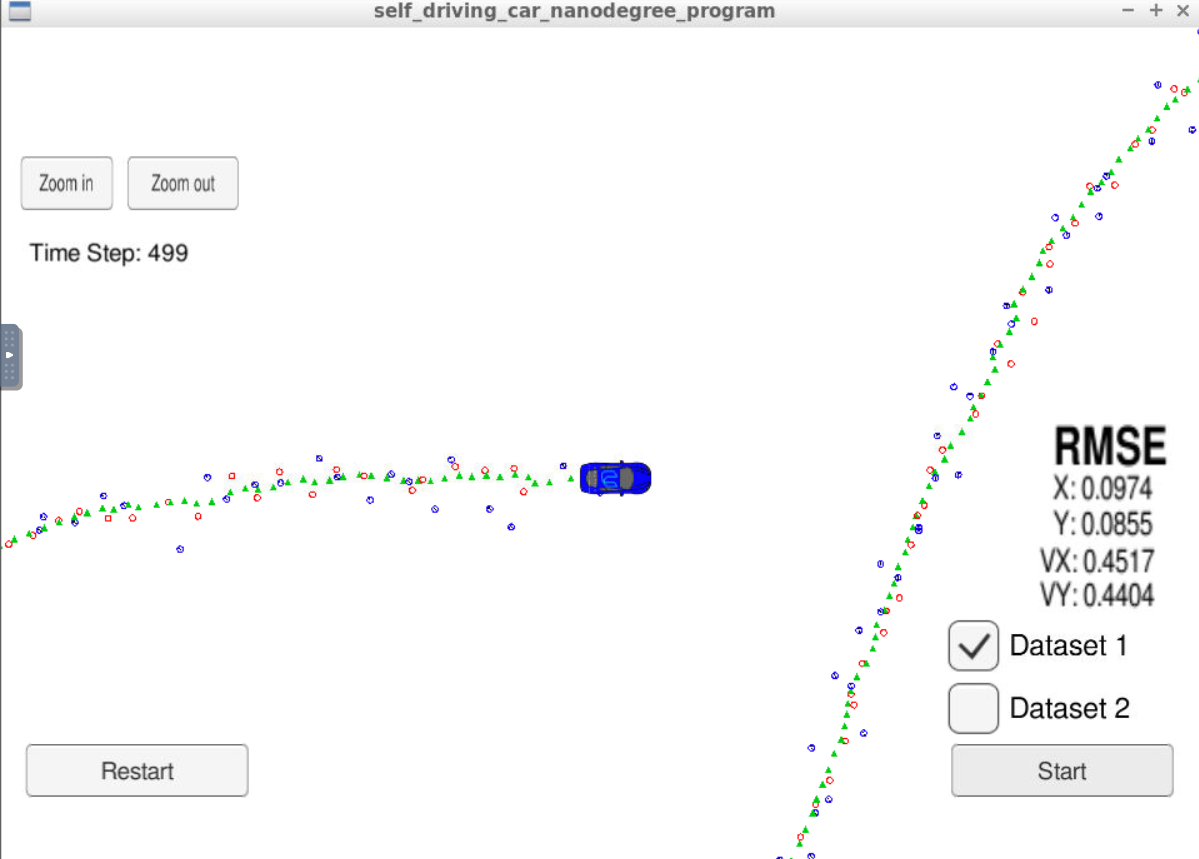 self_driving_car_nanodegree_program
Zoom in
Zoom out
Time Step: 499
RMSE
X: 0.0974
Y: 0.0855
VX: 0.4517
VY: 0.4404
Dataset 1
Dataset 2
Restart
Start